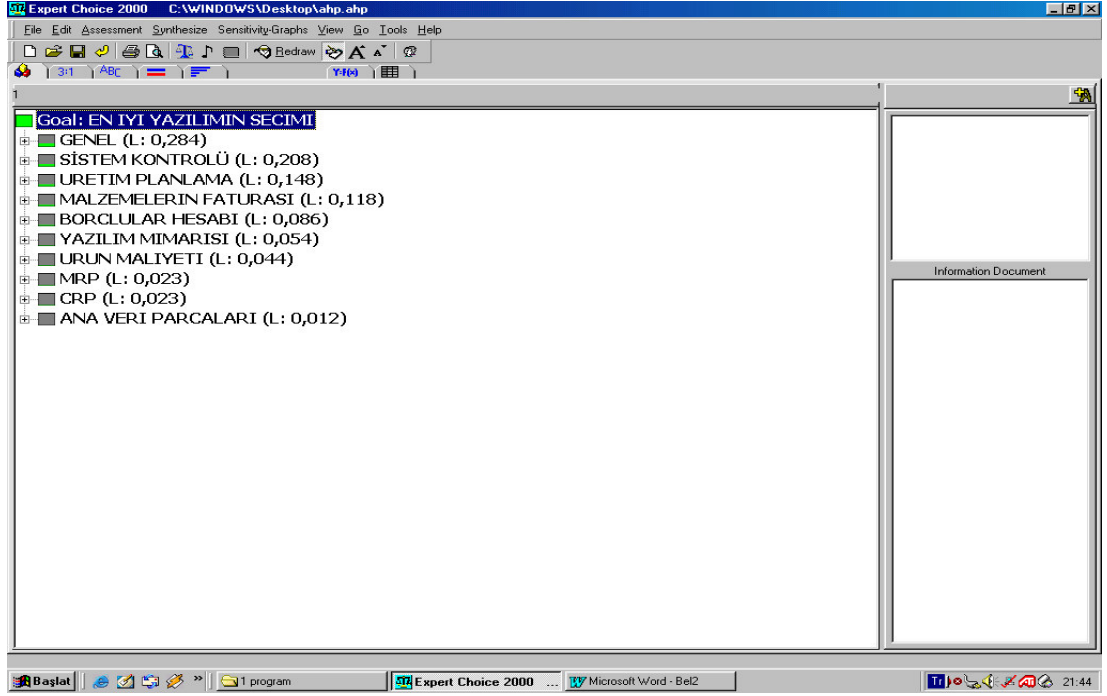 Expert Choice 2000 C:\WINDOWS\Desktop\ahp.ahp
File Edit Assessment Synthesize Sensitivity-Graphs View Go Tools Help
Redraw
3:1 ABC Y-F(x)
1
Goal: EN IYI YAZILIMIN SECIMI
GENEL (L: 0,284)
SİSTEM KONTROLÜ (L: 0,208)
URETIM PLANLAMA (L: 0,148)
MALZEMELERIN FATURASI (L: 0,118)
BORCLULAR HESABI (L: 0,086)
YAZILIM MIMARISI (L: 0,054)
URUN MALIYETI (L: 0,044)
MRP (L: 0,023)
CRP (L: 0,023)
ANA VERI PARCALARI (L: 0,012)
Information Document
Başlat » 1 program Expert Choice 2000 ... Microsoft Word - Bel2 Tr 21:44